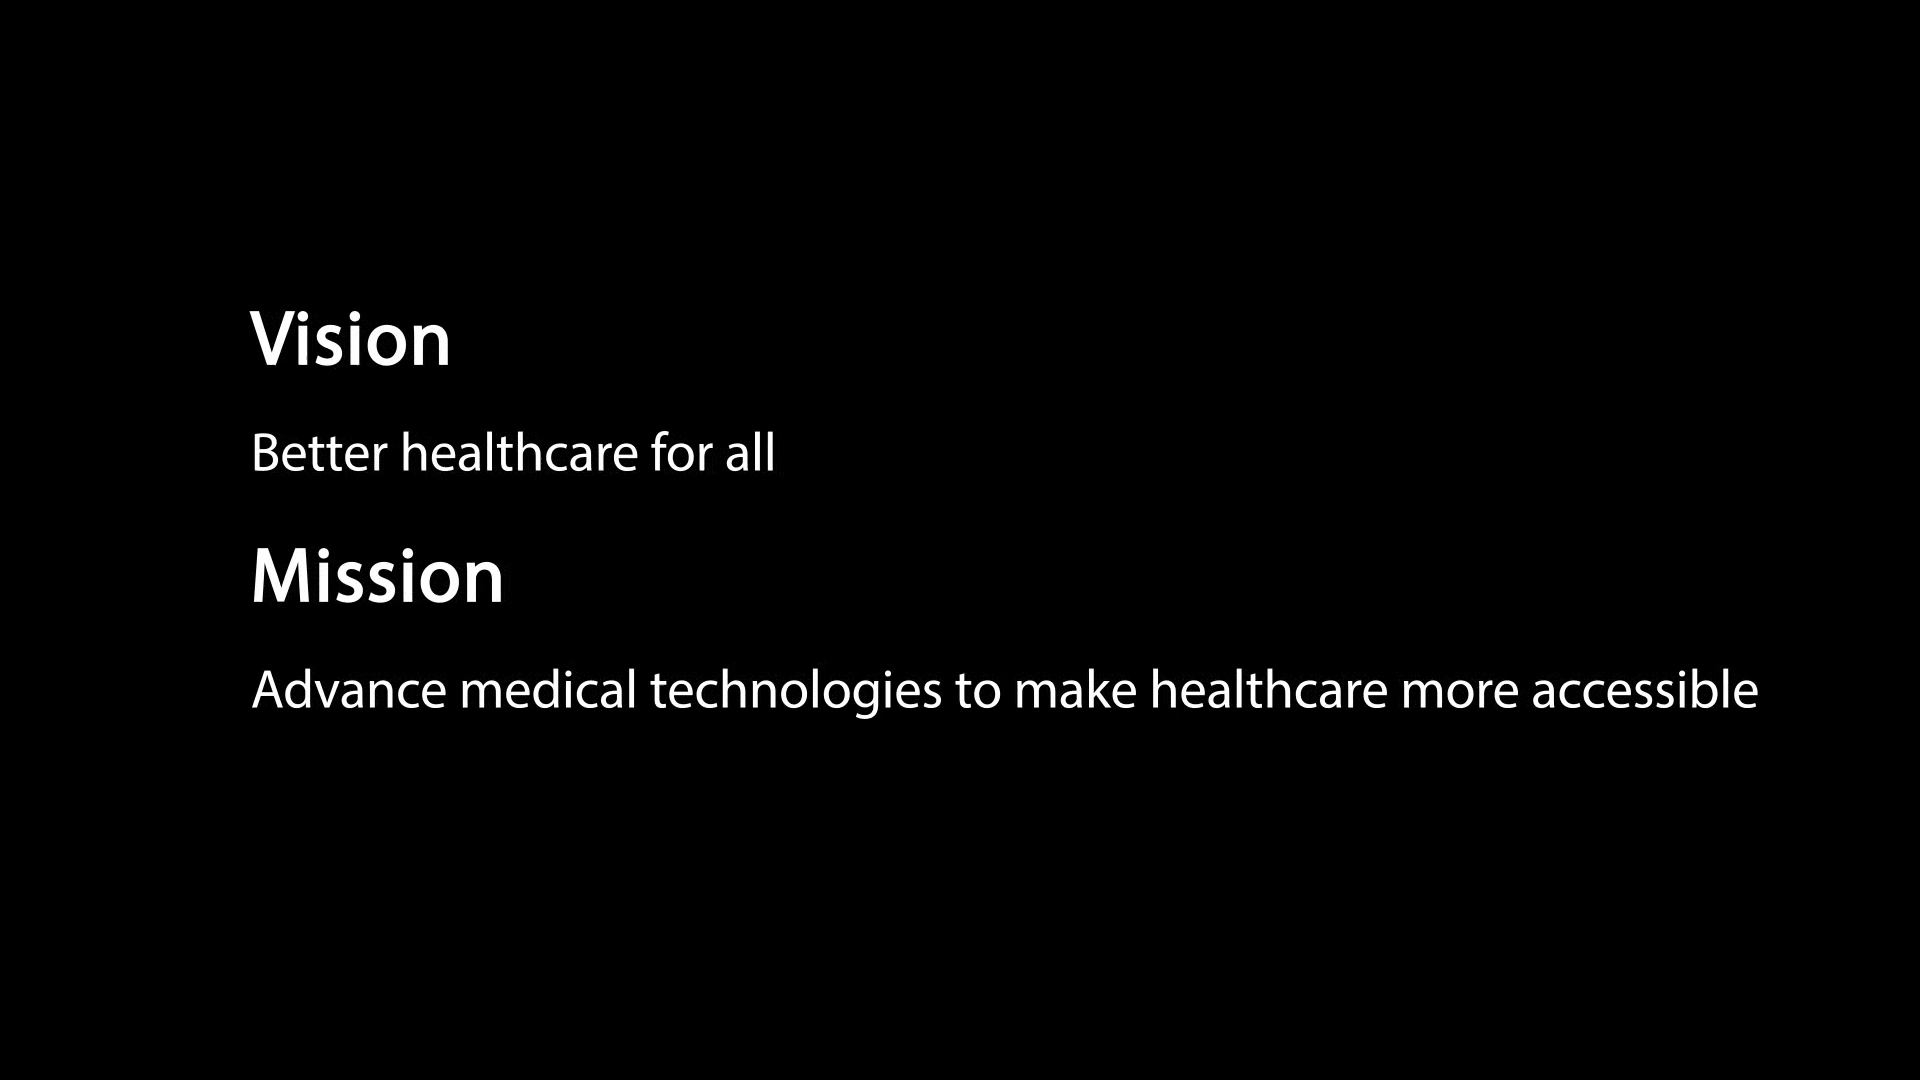 Vision
Better healthcare for all
Mission
Advance medical technologies to make healthcare more accessible